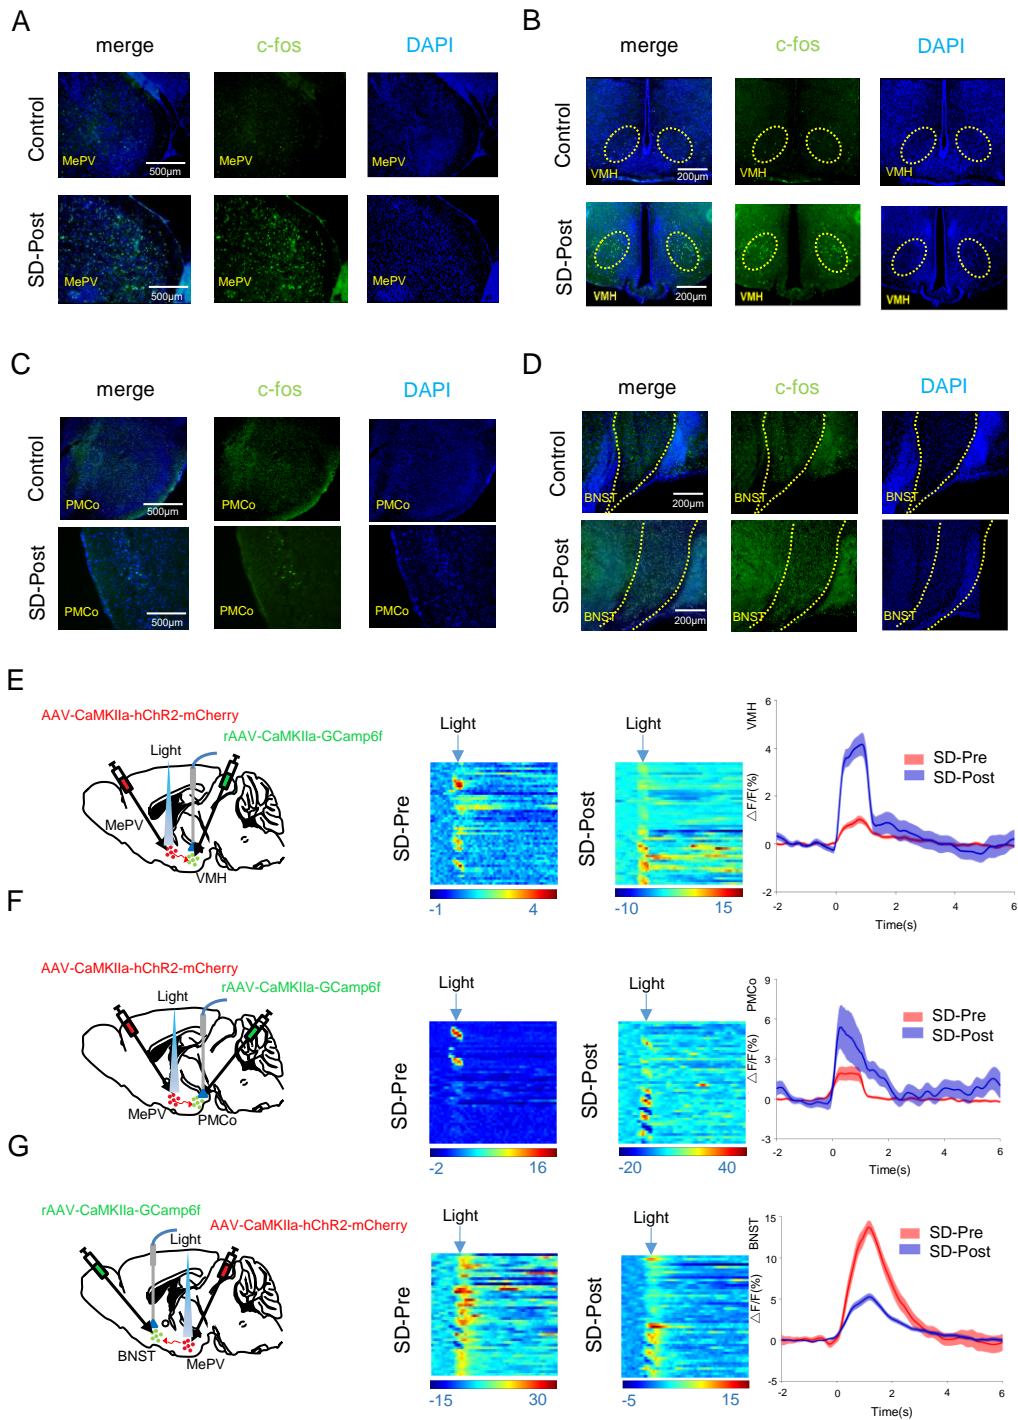 A
merge c-fos DAPI
Control
MePV
500µm
SD-Post
MePV
500µm
MePV
MePV
B
merge c-fos DAPI
Control
VMH
200µm
VMH
VMH
SD-Post
VMH
200µm
VMH
VMH
C
merge c-fos DAPI
Control
PMCo
500µm
PMCo
PMCo
SD-Post
PMCo
500µm
PMCo
PMCo
D
merge c-fos DAPI
Control
BNST
200µm
BNST
BNST
SD-Post
BNST
200µm
BNST
BNST
E
AAV-CaMKIIa-hChR2-mCherry
rAAV-CaMKIIa-GCamp6f
Light
MePV
VMH
SD-Pre
Light
-1 4
SD-Post
Light
-10 15
VMH
△F/F(%)
6
4
2
0
-2
SD-Pre
SD-Post
-2 0 2 4 6
Time(s)
F
AAV-CaMKIIa-hChR2-mCherry
rAAV-CaMKIIa-GCamp6f
Light
MePV
PMCo
SD-Pre
Light
-2 16
SD-Post
Light
-20 40
PMCo
△F/F(%)
9
6
3
0
-3
SD-Pre
SD-Post
-2 0 2 4 6
Time(s)
G
rAAV-CaMKIIa-GCamp6f
AAV-CaMKIIa-hChR2-mCherry
Light
BNST
MePV
SD-Pre
Light
-15 30
SD-Post
Light
-5 15
BNST
△F/F(%)
15
10
5
0
-5
SD-Pre
SD-Post
-2 0 2 4 6
Time(s)